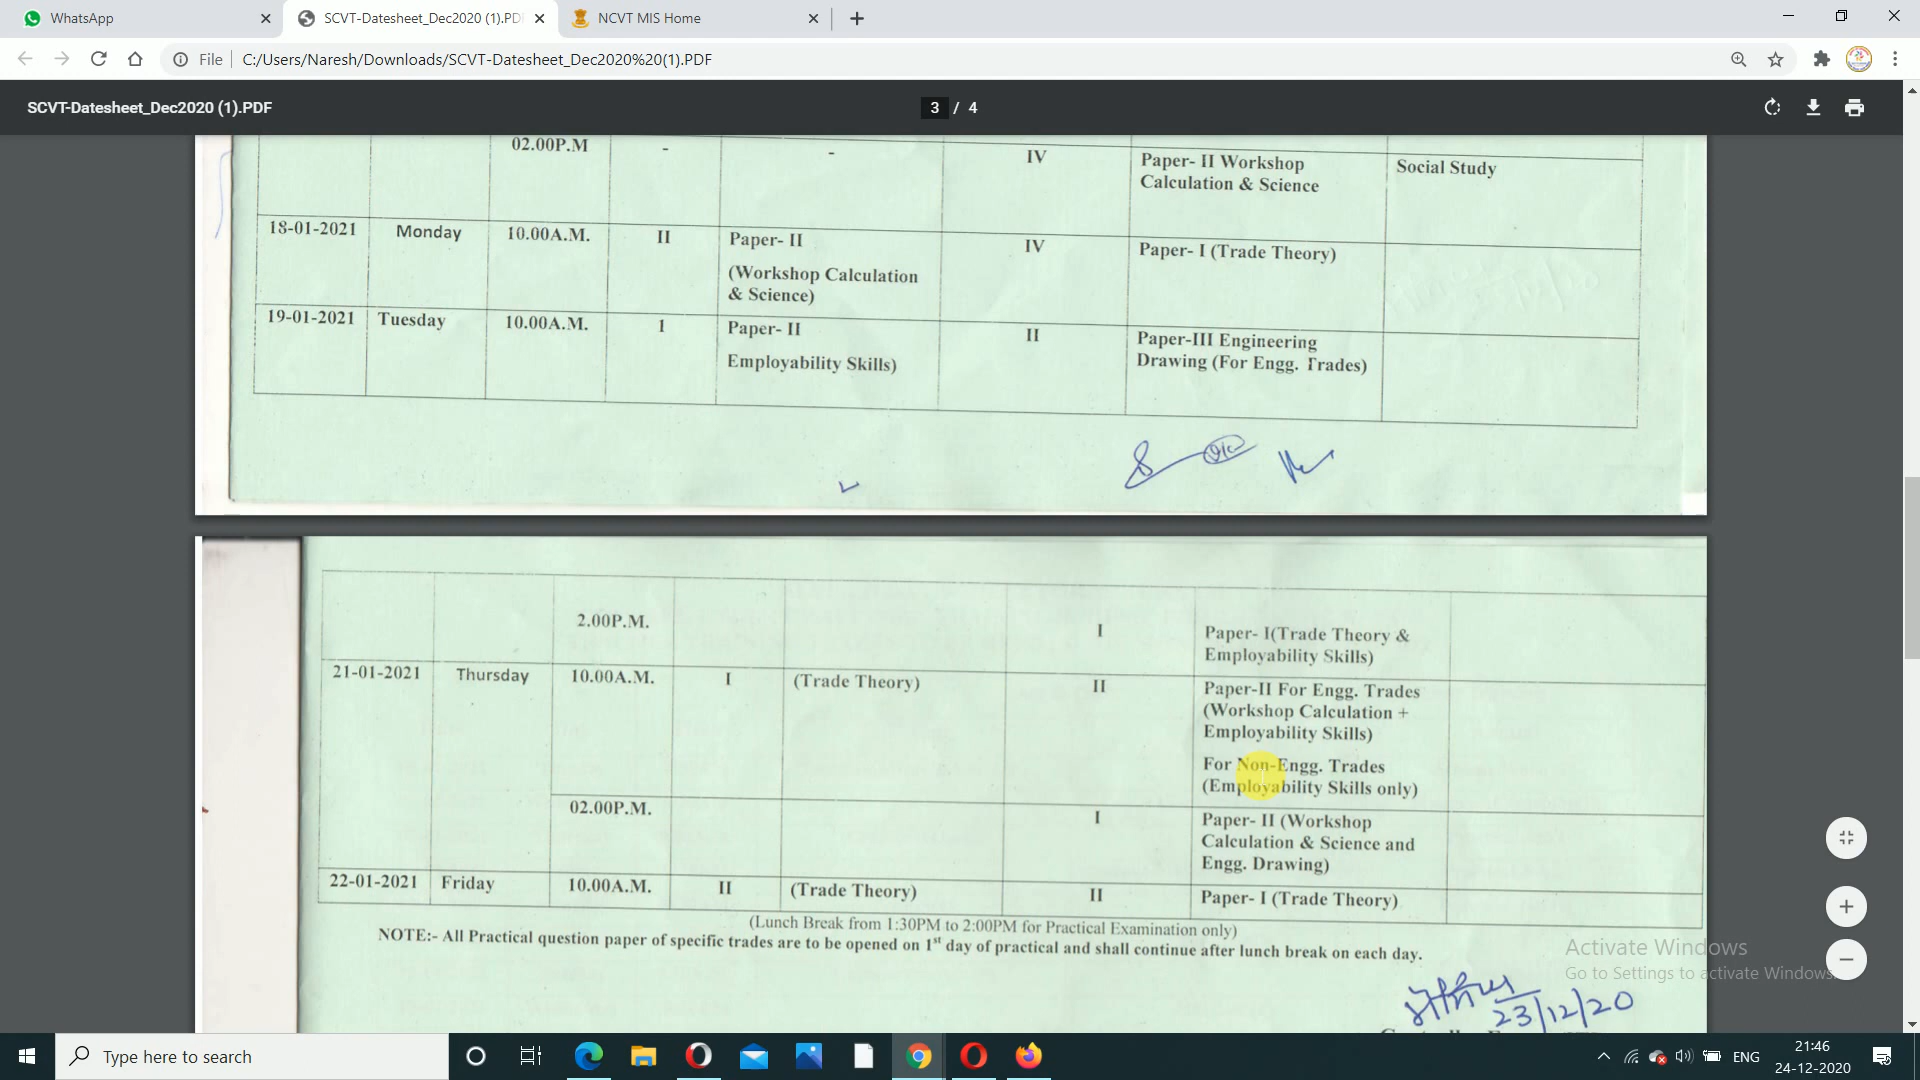 WhatsApp
SCVT-Datesheet_Dec2020 (1).PDF
NCVT MIS Home
File
C:/Users/Naresh/Downloads/SCVT-Datesheet_Dec2020%20(1).PDF
SCVT-Datesheet_Dec2020 (1).PDF
3 / 4
02.00P.M - - IV Paper- II Workshop Social Study
Calculation & Science
18-01-2021 Monday 10.00A.M. II Paper- II IV Paper- I (Trade Theory)
(Workshop Calculation
& Science)
19-01-2021 Tuesday 10.00A.M. I Paper- II II Paper-III Engineering
Employability Skills) Drawing (For Engg. Trades)
2.00P.M. I Paper- I(Trade Theory &
Employability Skills)
21-01-2021 Thursday 10.00A.M. I (Trade Theory) II Paper-II For Engg. Trades
(Workshop Calculation +
Employability Skills)
For Non-Engg. Trades
(Employability Skills only)
02.00P.M. I Paper- II (Workshop
Calculation & Science and
Engg. Drawing)
22-01-2021 Friday 10.00A.M. II (Trade Theory) II Paper- I (Trade Theory)
(Lunch Break from 1:30PM to 2:00PM for Practical Examination only)
NOTE:- All Practical question paper of specific trades are to be opened on 1st day of practical and shall continue after lunch break on each day.
23/12/20
Activate Windows
Go to Settings to activate Windows.
Type here to search
ENG
21:46
24-12-2020